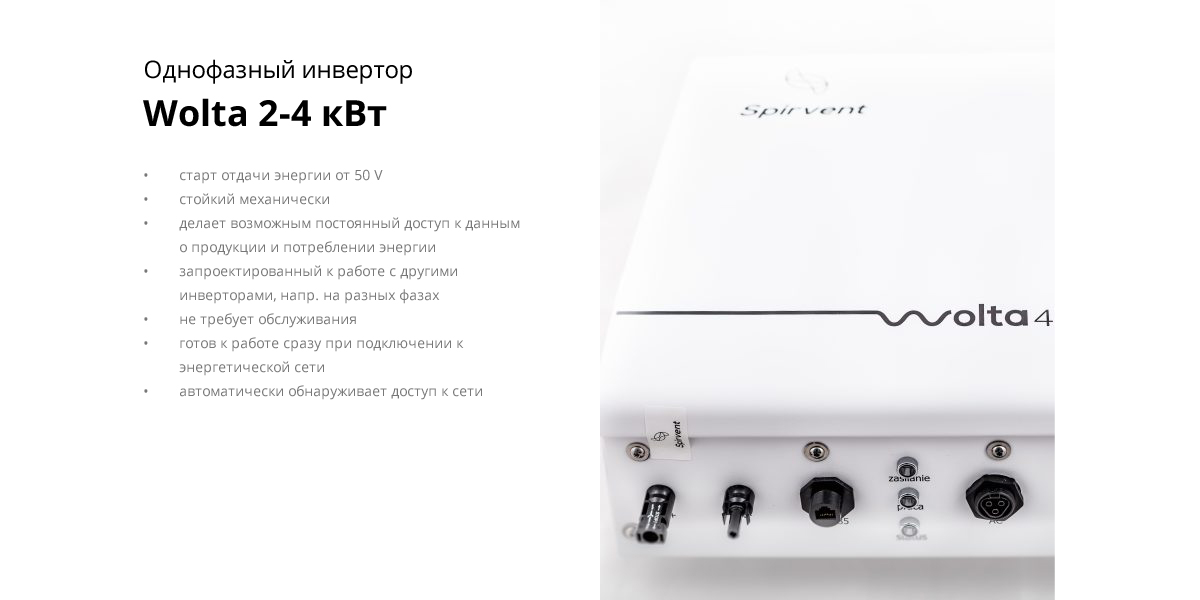 Однофазный инвертор
Wolta 2-4 кВт
• старт отдачи энергии от 50 V
• стойкий механически
• делает возможным постоянный доступ к данным
о продукции и потреблении энергии
• запроектированный к работе с другими
инверторами, напр. на разных фазах
• не требует обслуживания
• готов к работе сразу при подключении к
энергетической сети
• автоматически обнаруживает доступ к сети
Spirvent
Wolta 4
Spirvent
zasilanie
praca
status
AC